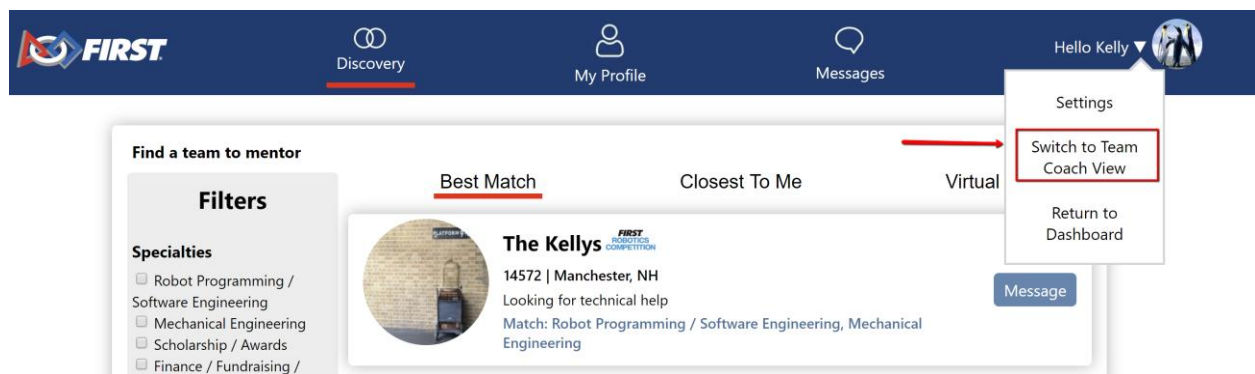 FIRST
Discovery
My Profile
Messages
Hello Kelly ▼
Settings
Switch to Team
Coach View
Return to
Dashboard
Find a team to mentor
Filters
Specialties
Robot Programming /
Software Engineering
Mechanical Engineering
Scholarship / Awards
Finance / Fundraising /
Best Match
Closest To Me
Virtual
PLATFORM
The Kellys
FIRST
ROBOTICS
COMPETITION
14572 | Manchester, NH
Looking for technical help
Match: Robot Programming / Software Engineering, Mechanical
Engineering
Message